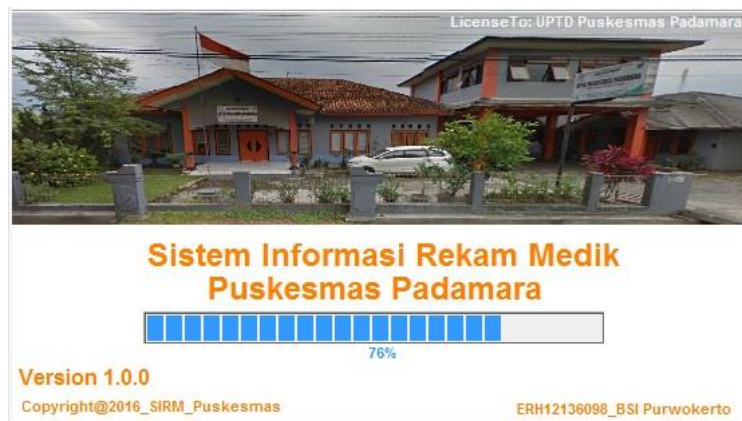 LicenseTo: UPTD Puskesmas Padamara
Sistem Informasi Rekam Medik
Puskesmas Padamara
76%
Version 1.0.0
Copyright@2016_SIRM_Puskesmas
ERH12136098_BSI Purwokerto